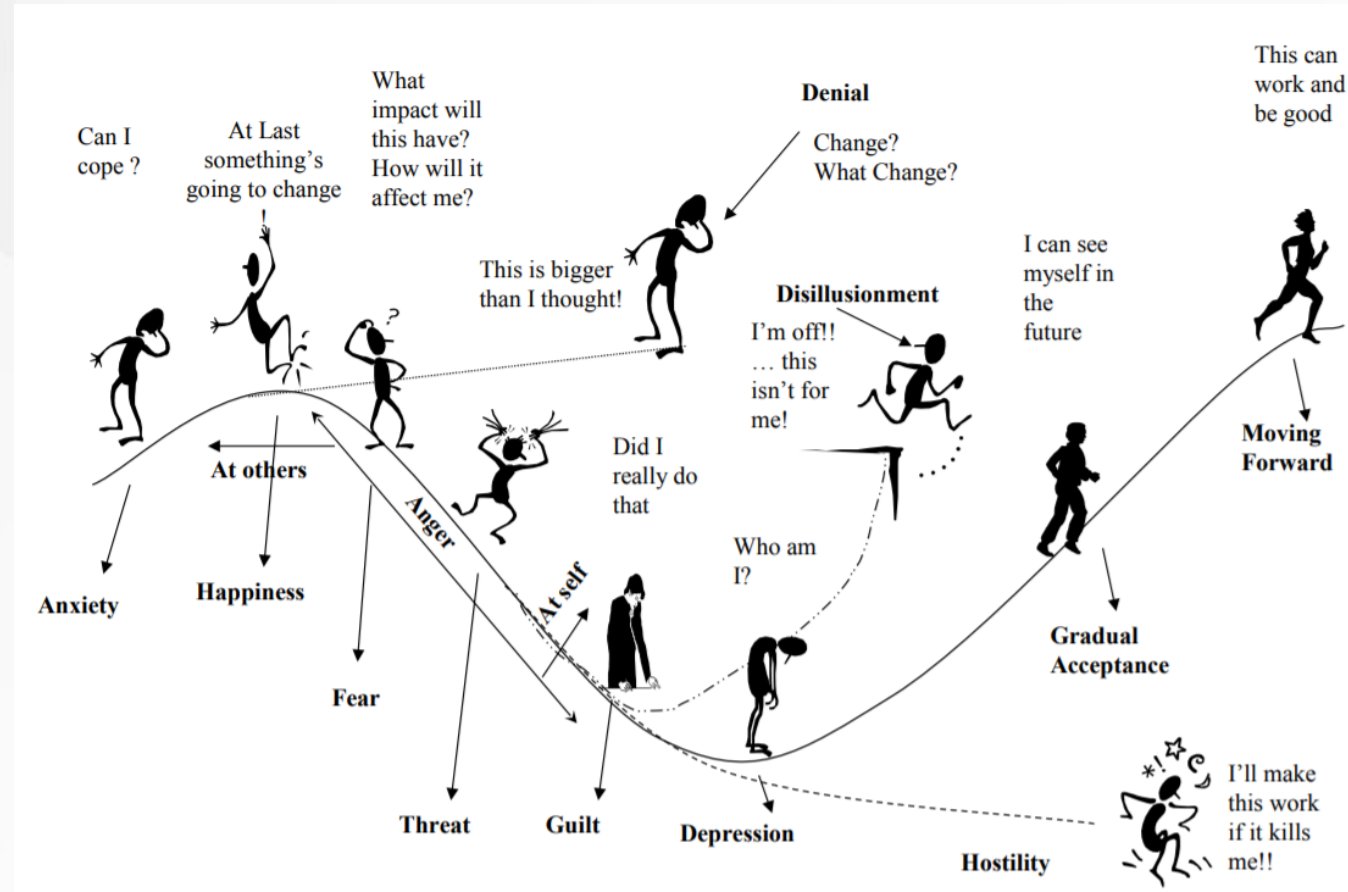 Can I
cope ?
At Last
something's
going to change
!
What
impact will
this have?
How will it
affect me?
?
This is bigger
than I thought!
Denial
Change?
What Change?
This can
work and
be good
Disillusionment
I'm off!!
… this
isn't for
me!
I can see
myself in
the
future
Did I
really do
that
Who am
I?
At others
Anger
At self
Moving
Forward
Anxiety
Happiness
Fear
Threat
Guilt
Depression
Gradual
Acceptance
Hostility
*!
I'll make
this work
if it kills
me!!